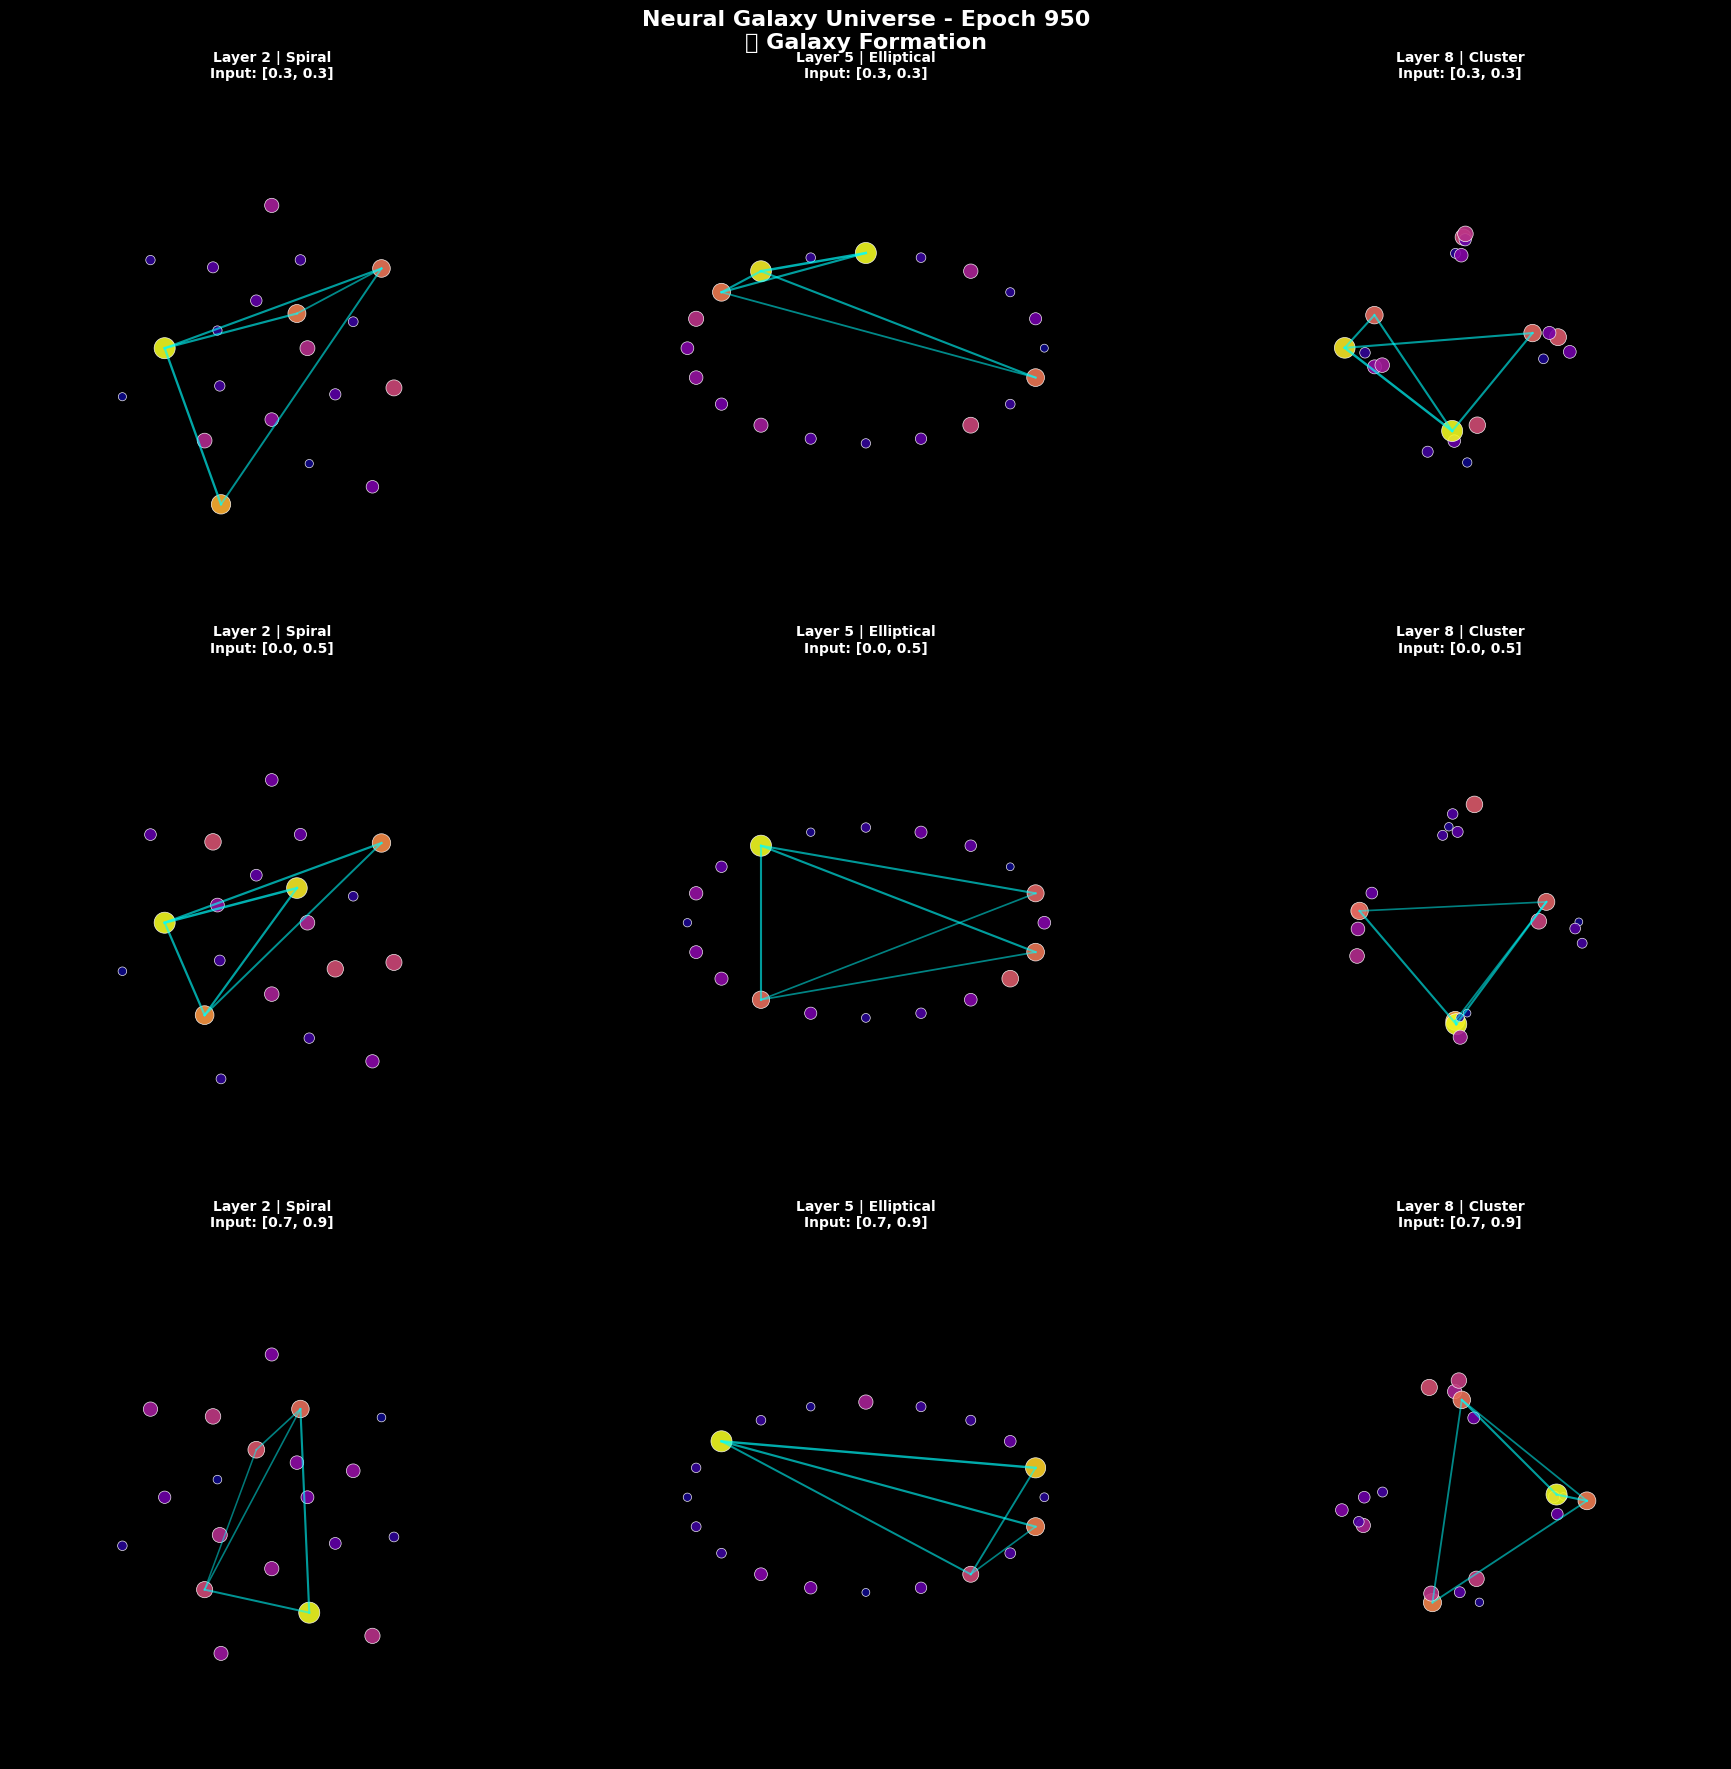 Neural Galaxy Universe - Epoch 950
Galaxy Formation
Layer 2 | Spiral
Input: [0.3, 0.3]
Layer 5 | Elliptical
Input: [0.3, 0.3]
Layer 8 | Cluster
Input: [0.3, 0.3]
Layer 2 | Spiral
Input: [0.0, 0.5]
Layer 5 | Elliptical
Input: [0.0, 0.5]
Layer 8 | Cluster
Input: [0.0, 0.5]
Layer 2 | Spiral
Input: [0.7, 0.9]
Layer 5 | Elliptical
Input: [0.7, 0.9]
Layer 8 | Cluster
Input: [0.7, 0.9]